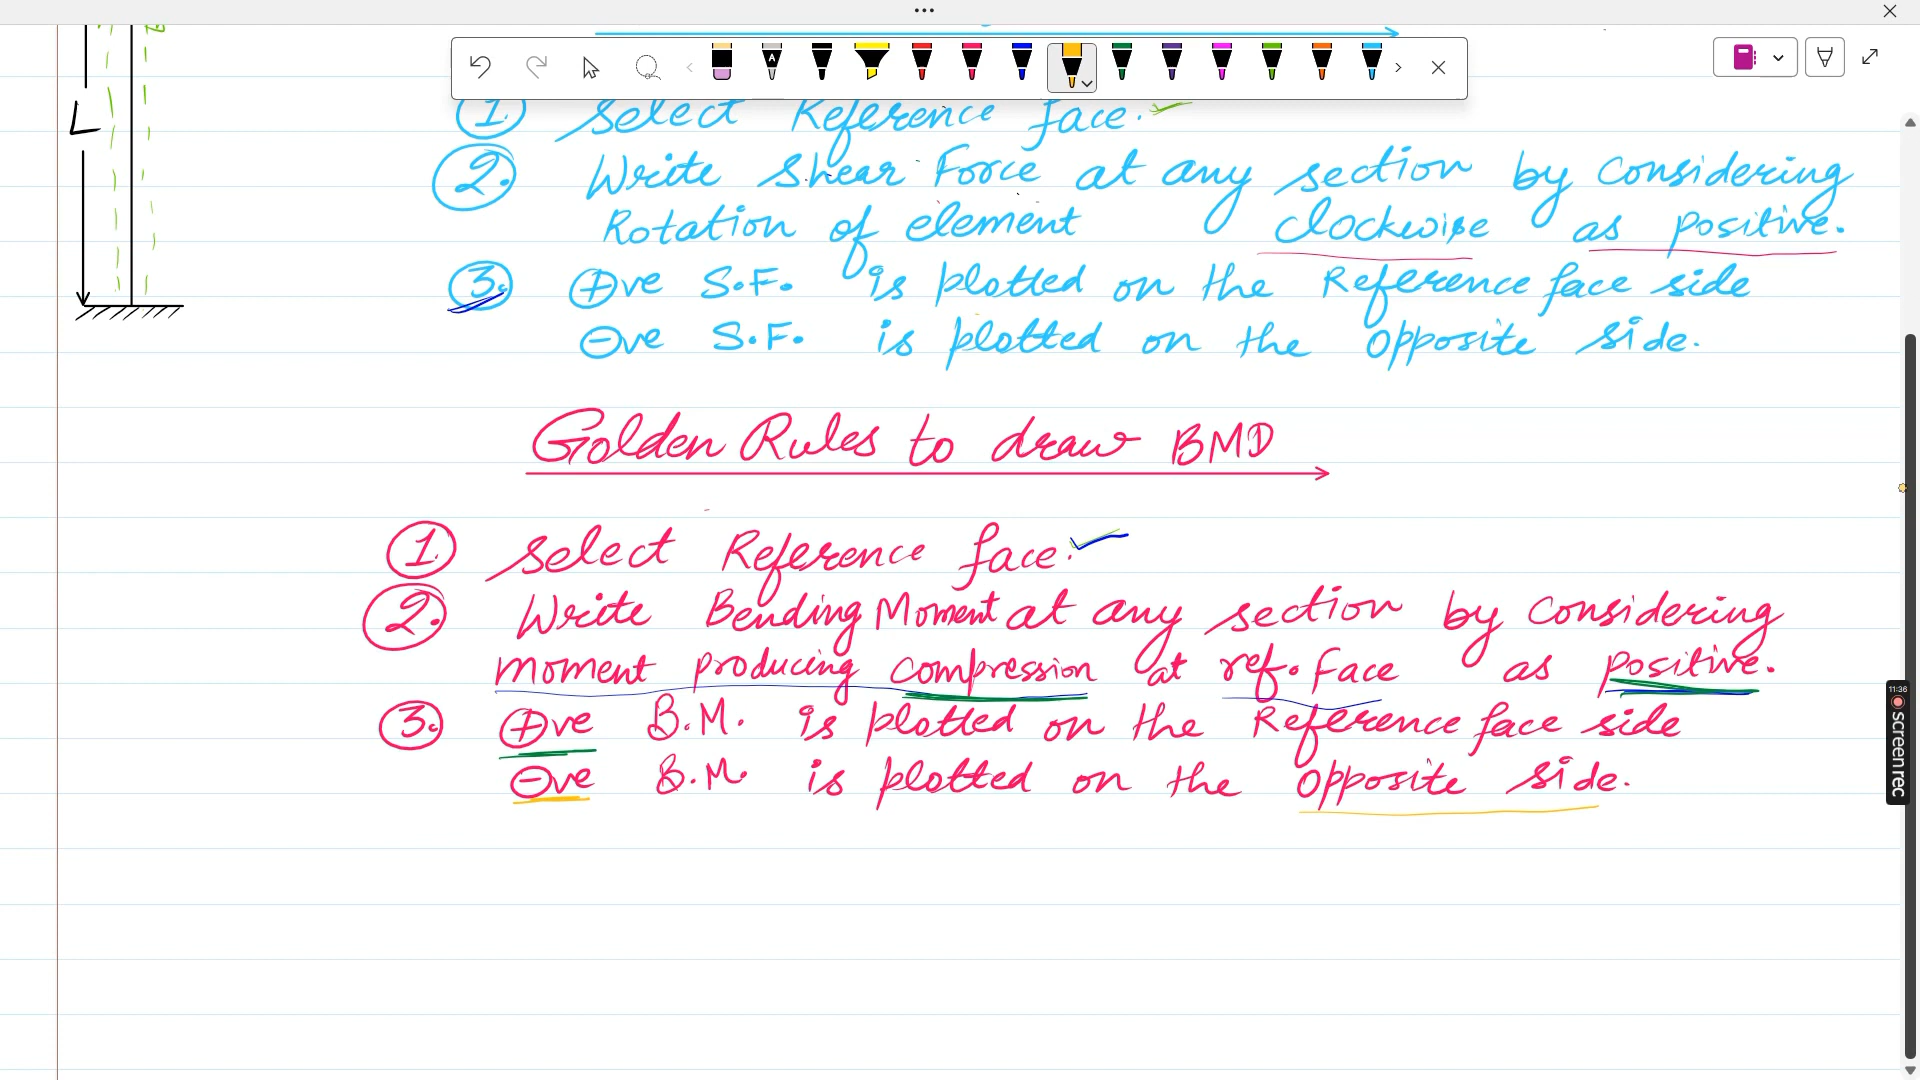 L
1. Select Reference face.
2. Write Shear Force at any section by Considering
Rotation of element clockwise as positive.
3. +ve S.F. is plotted on the Reference face side
-ve S.F. is plotted on the Opposite side.
Golden Rules to draw BMD
1. Select Reference face.
2. Write Bending Moment at any section by Considering
moment producing compression at ref. Face as positive.
3. +ve B.M. is plotted on the Reference face side
-ve B.M. is plotted on the Opposite side.
11:36
screen rec